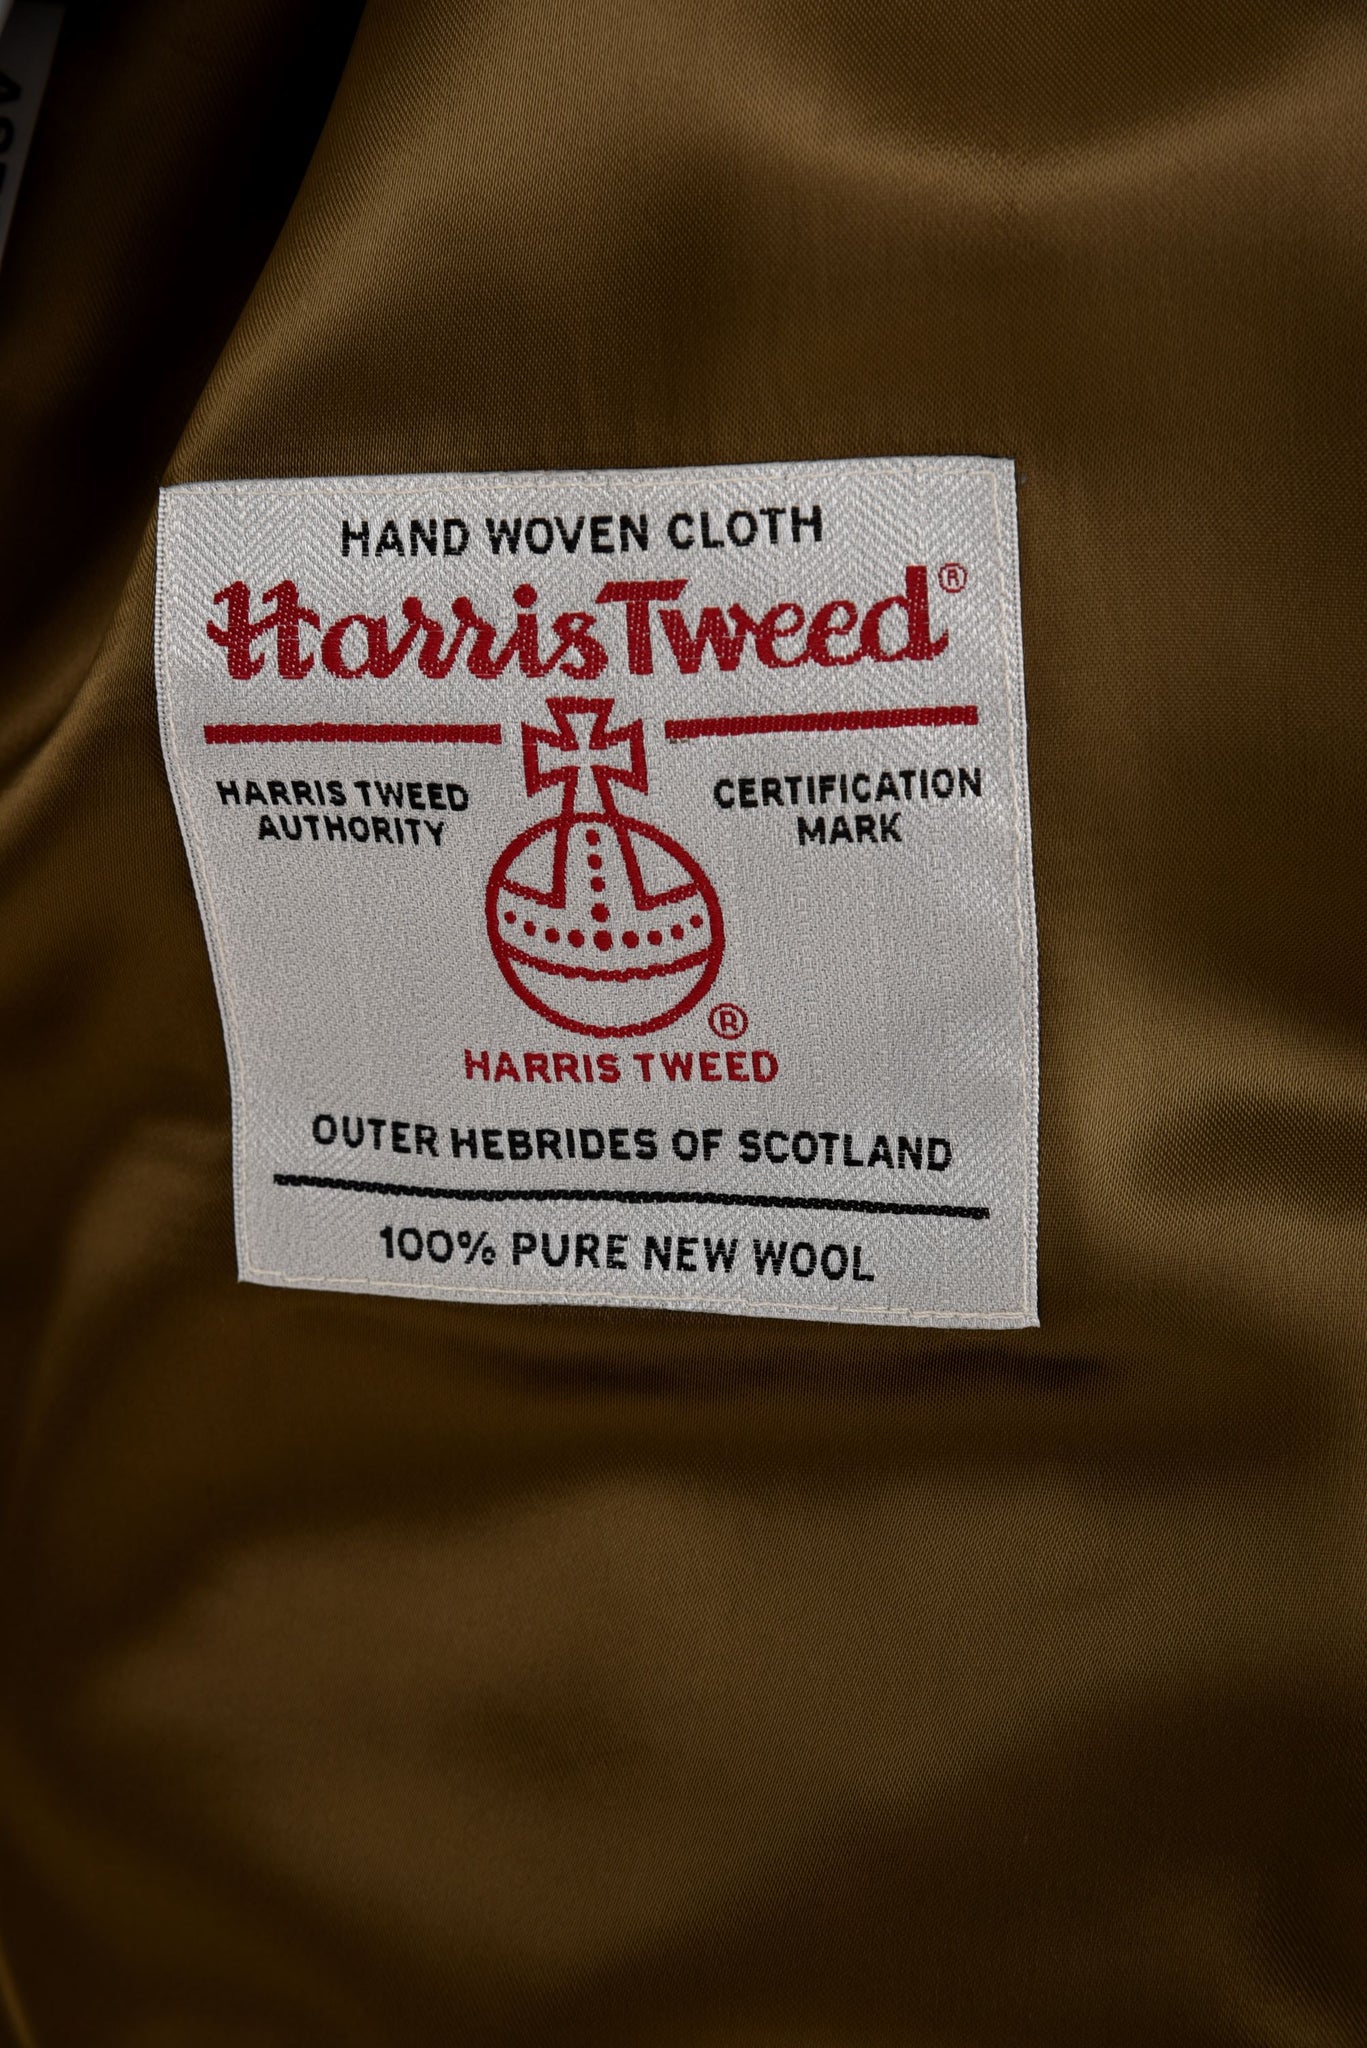 HAND WOVEN CLOTH
Harris Tweed®
HARRIS TWEED
AUTHORITY
CERTIFICATION
MARK
®
HARRIS TWEED
OUTER HEBRIDES OF SCOTLAND
100% PURE NEW WOOL